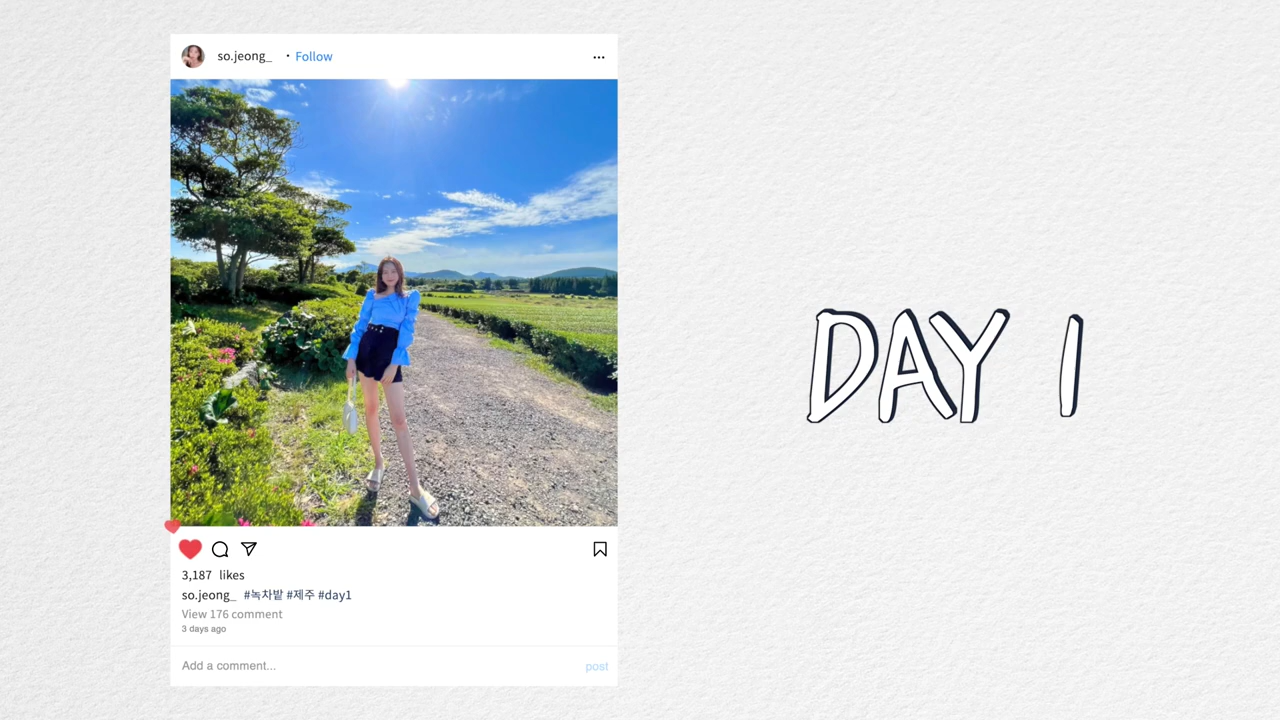 so.jeong_ • Follow
3,187 likes
so.jeong_ #녹차밭 #제주 #day1
View 176 comment
3 days ago
Add a comment... post
DAY 1